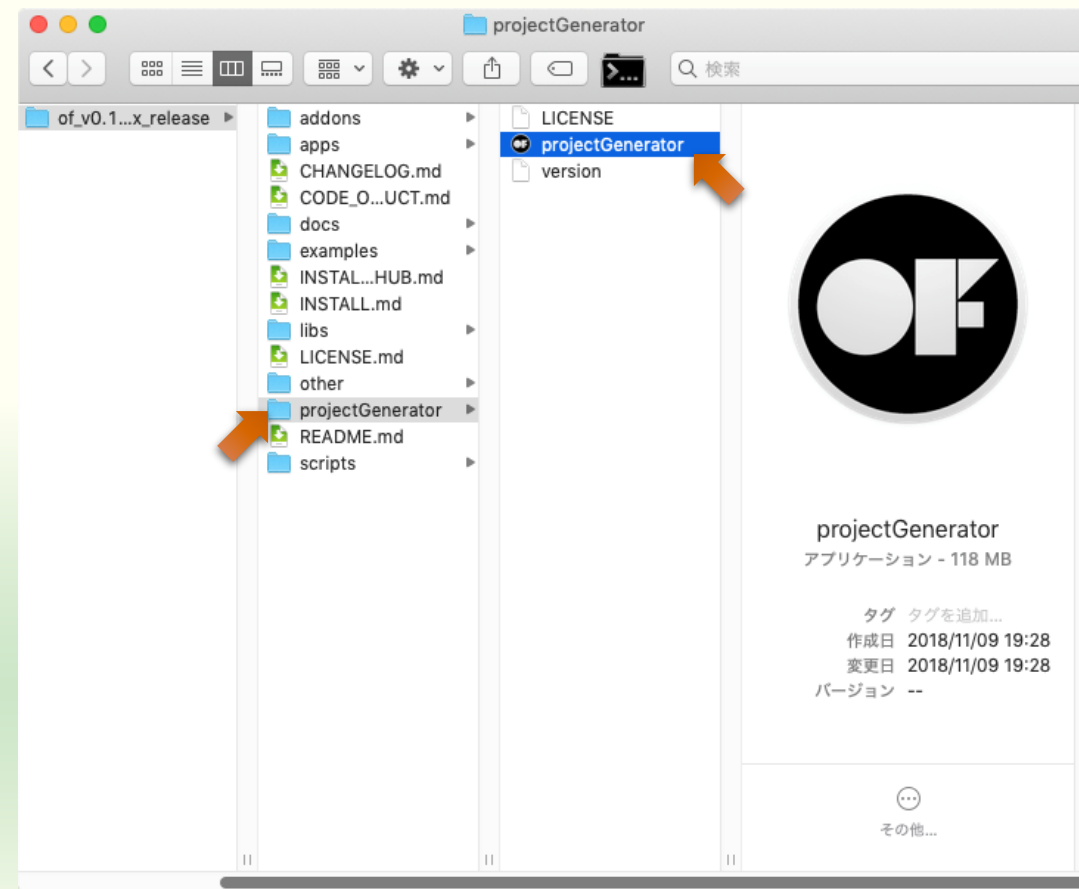 projectGenerator
検索
of_v0.1...x_release
addons
apps
CHANGELOG.md
CODE_O...UCT.md
docs
examples
INSTAL...HUB.md
INSTALL.md
libs
LICENSE.md
other
projectGenerator
README.md
scripts
LICENSE
projectGenerator
version
OF
projectGenerator
アプリケーション - 118 MB
タグ タグを追加...
作成日 2018/11/09 19:28
変更日 2018/11/09 19:28
バージョン --
その他...